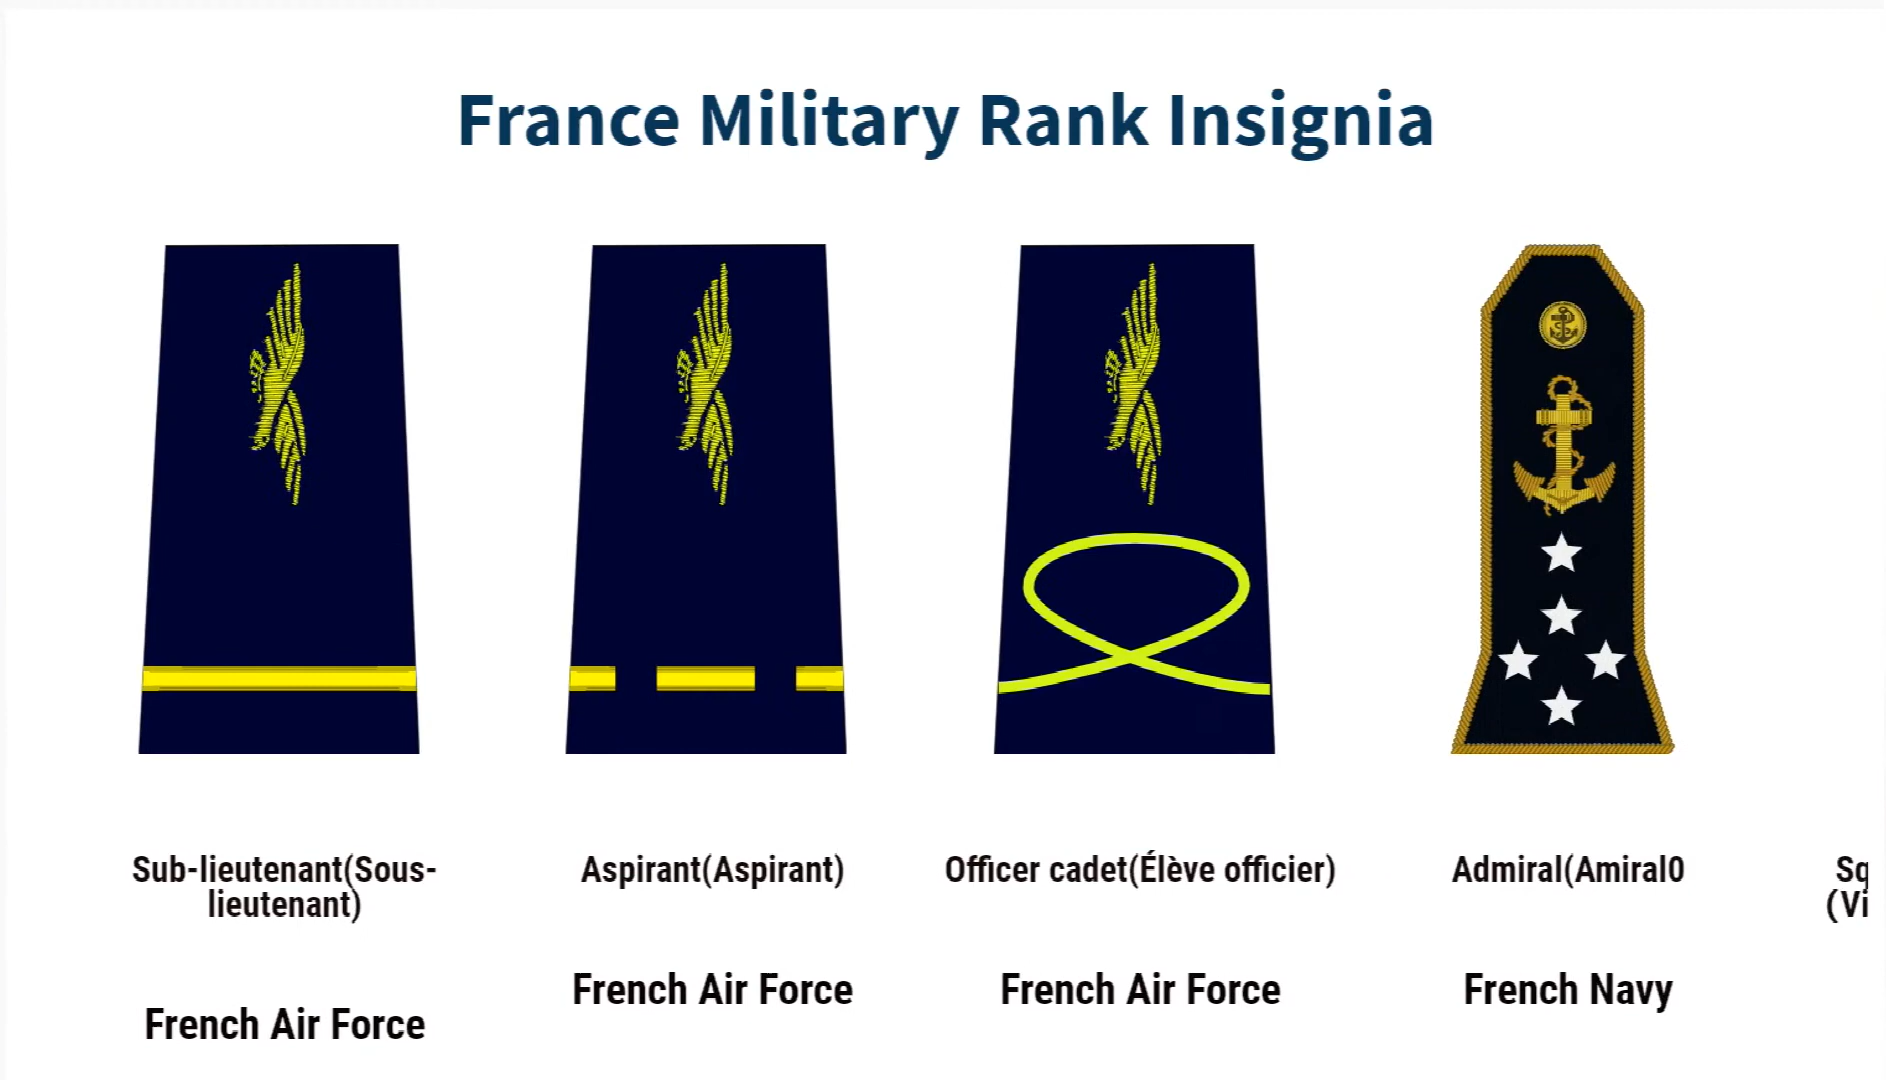 France Military Rank Insignia
Sub-lieutenant(Sous-
lieutenant)
French Air Force
Aspirant(Aspirant)
French Air Force
Officer cadet(Élève officier)
French Air Force
Admiral(Amiral0
French Navy